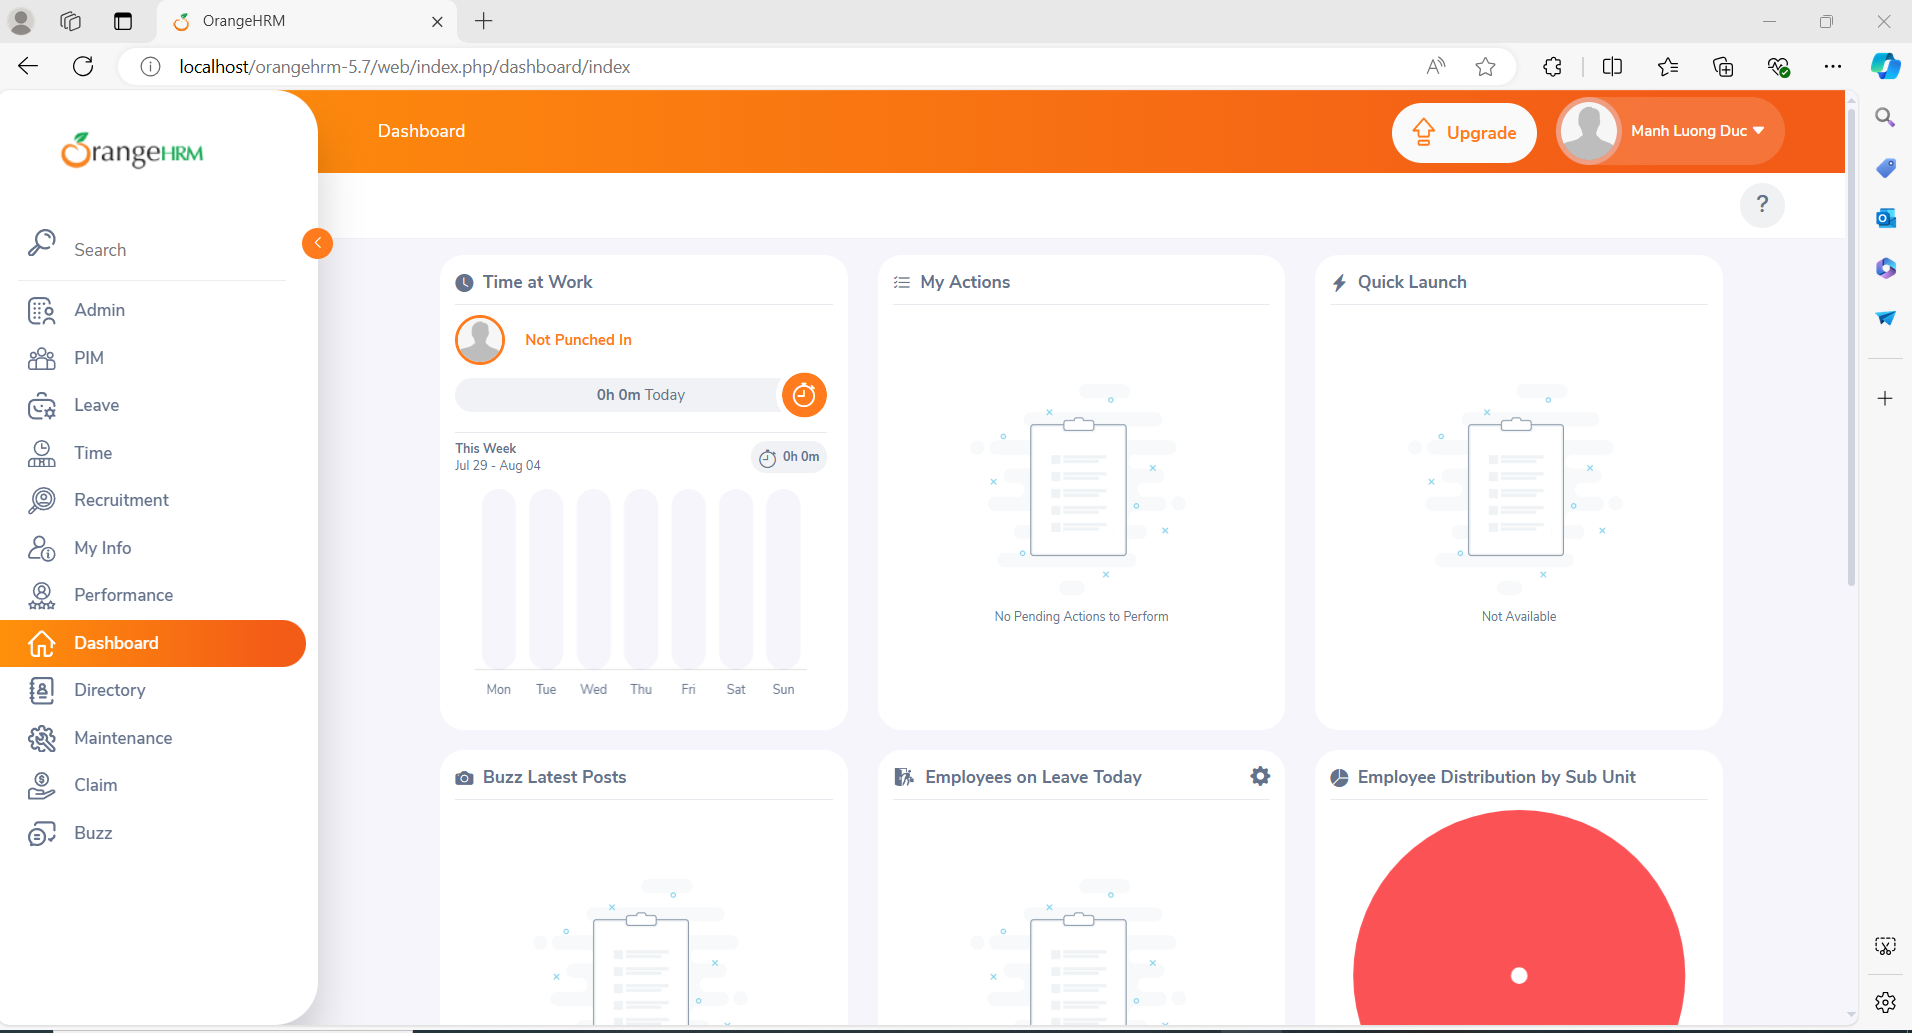 OrangeHRM
localhost/orangehrm-5.7/web/index.php/dashboard/index
OrangeHRM
Dashboard
Upgrade
Manh Luong Duc
?
Search
Admin
PIM
Leave
Time
Recruitment
My Info
Performance
Dashboard
Directory
Maintenance
Claim
Buzz
Time at Work
Not Punched In
0h 0m Today
This Week
Jul 29 - Aug 04
0h 0m
Mon Tue Wed Thu Fri Sat Sun
My Actions
No Pending Actions to Perform
Quick Launch
Not Available
Buzz Latest Posts
Employees on Leave Today
Employee Distribution by Sub Unit